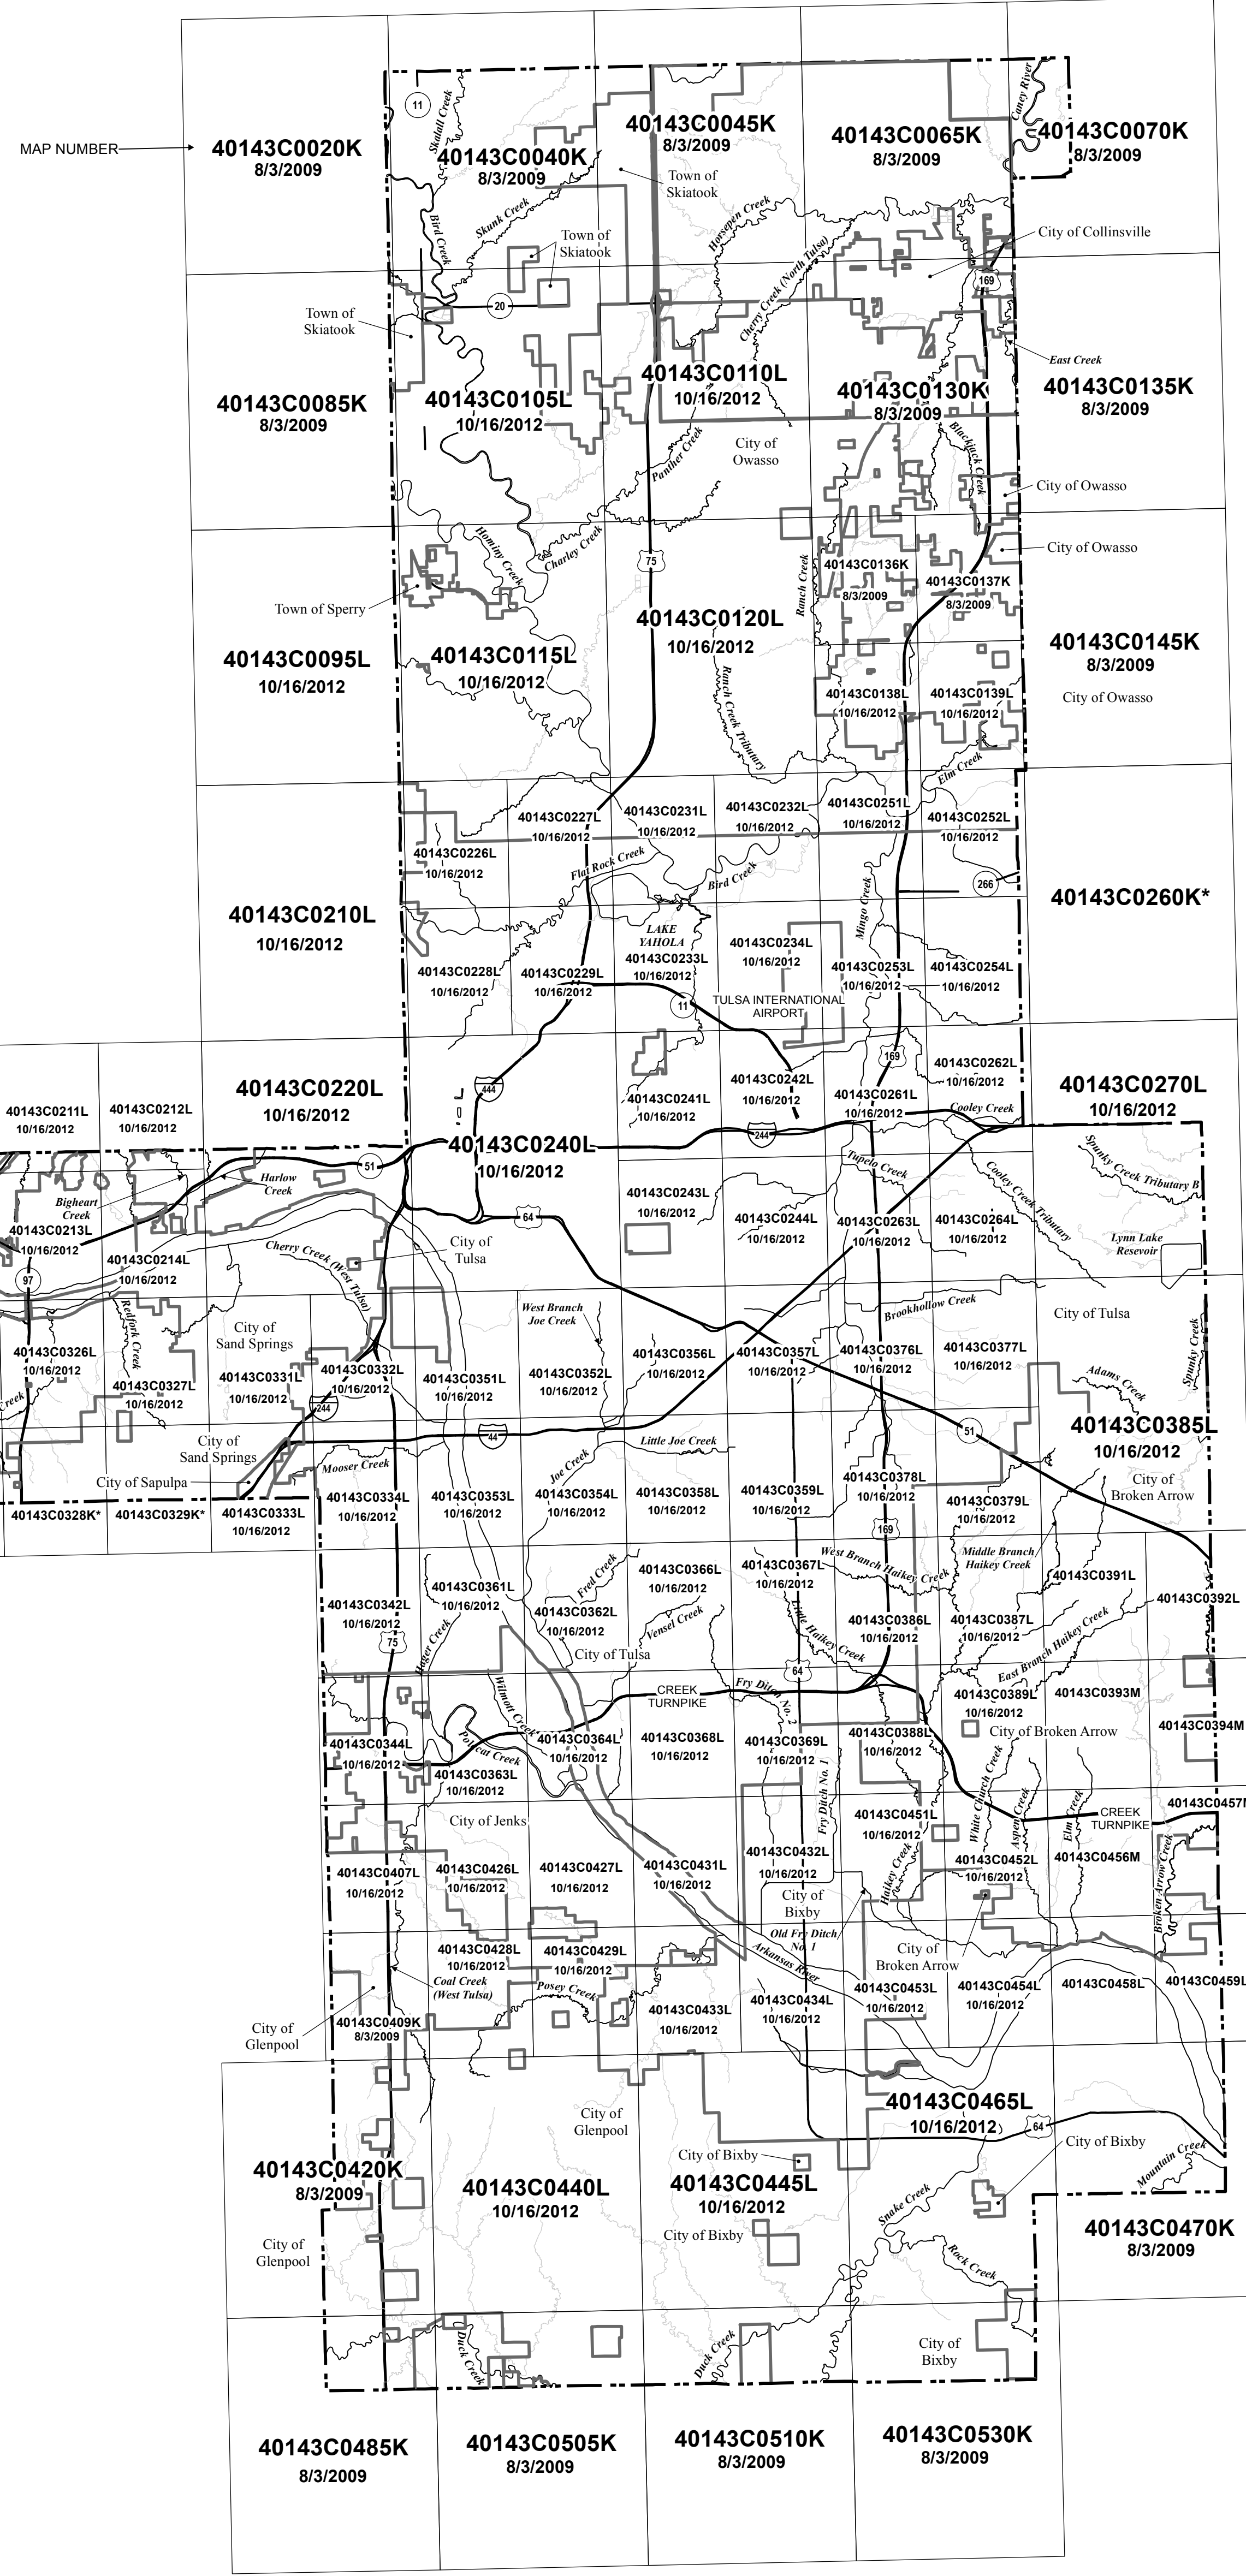 MAP NUMBER
40143C0020K
8/3/2009
11
Skalall Creek
40143C0040K
8/3/2009
40143C0045K
8/3/2009
Town of
Skiatook
40143C0065K
8/3/2009
Caney River
40143C0070K
8/3/2009
Bird Creek
Skunk Creek
Town of
Skiatook
Horsepen Creek
Cherry Creek (North Tulsa)
City of Collinsville
169
20
Town of
Skiatook
East Creek
40143C0085K
8/3/2009
40143C0105L
10/16/2012
40143C0110L
10/16/2012
40143C0130K
8/3/2009
40143C0135K
8/3/2009
Panther Creek
City of
Owasso
Blackjack Creek
City of Owasso
Hominy Creek
Charley Creek
75
Ranch Creek
40143C0136K
8/3/2009
City of Owasso
40143C0137K
8/3/2009
Town of Sperry
40143C0120L
10/16/2012
40143C0095L
10/16/2012
40143C0115L
10/16/2012
40143C0145K
8/3/2009
City of Owasso
Ranch Creek Tributary
40143C0138L
10/16/2012
40143C0139L
10/16/2012
Elm Creek
40143C0227L
10/16/2012
40143C0231L
10/16/2012
40143C0232L
10/16/2012
40143C0251L
10/16/2012
40143C0252L
10/16/2012
40143C0226L
10/16/2012
Flat Rock Creek
Bird Creek
Mingo Creek
266
40143C0210L
10/16/2012
40143C0260K*
LAKE
YAHOLA
40143C0233L
10/16/2012
40143C0234L
10/16/2012
40143C0228L
10/16/2012
40143C0229L
10/16/2012
40143C0253L
10/16/2012
40143C0254L
10/16/2012
11
TULSA INTERNATIONAL
AIRPORT
169
40143C0262L
10/16/2012
40143C0211L
10/16/2012
40143C0212L
10/16/2012
40143C0220L
10/16/2012
444
40143C0241L
10/16/2012
40143C0242L
10/16/2012
40143C0261L
10/16/2012
Cooley Creek
40143C0270L
10/16/2012
40143C0240L
10/16/2012
244
51
Bigheart
Creek
Harlow
Creek
Tupelo Creek
Cooley Creek Tributary
Spunky Creek Tributary B
40143C0213L
10/16/2012
40143C0214L
10/16/2012
97
Cherry Creek (West Tulsa)
City of
Tulsa
64
40143C0243L
10/16/2012
40143C0244L
10/16/2012
40143C0263L
10/16/2012
40143C0264L
10/16/2012
Lynn Lake
Resevoir
Redfork Creek
City of
Sand Springs
West Branch
Joe Creek
Brookhollow Creek
City of Tulsa
Spunky Creek
40143C0326L
10/16/2012
40143C0327L
10/16/2012
40143C0331L
10/16/2012
40143C0332L
10/16/2012
40143C0351L
10/16/2012
40143C0352L
10/16/2012
40143C0356L
10/16/2012
40143C0357L
10/16/2012
40143C0376L
10/16/2012
40143C0377L
10/16/2012
Adams Creek
40143C0385L
10/16/2012
Creek
244
44
51
City of
Sand Springs
City of Sapulpa
Mooser Creek
Joe Creek
Little Joe Creek
City of
Broken Arrow
40143C0328K*
40143C0329K*
40143C0333L
10/16/2012
40143C0334L
10/16/2012
40143C0353L
10/16/2012
40143C0354L
10/16/2012
40143C0358L
10/16/2012
40143C0359L
10/16/2012
40143C0378L
10/16/2012
40143C0379L
10/16/2012
169
Middle Branch
Haikey Creek
West Branch Haikey Creek
40143C0342L
10/16/2012
40143C0361L
10/16/2012
Fred Creek
40143C0362L
10/16/2012
40143C0366L
10/16/2012
40143C0367L
10/16/2012
40143C0386L
10/16/2012
40143C0387L
10/16/2012
40143C0391L
40143C0392L
75
Hager Creek
City of Tulsa
Vensel Creek
Little Haikey Creek
East Branch Haikey Creek
64
CREEK
TURNPIKE
Fry Ditch No. 2
Wilmott Creek
Polecat Creek
40143C0389L
10/16/2012
40143C0393M
40143C0394M
City of Broken Arrow
40143C0344L
10/16/2012
40143C0363L
10/16/2012
40143C0364L
10/16/2012
40143C0368L
10/16/2012
40143C0369L
10/16/2012
40143C0388L
10/16/2012
Fry Ditch No. 1
White Church Creek
Aspen Creek
Elm Creek
CREEK
TURNPIKE
40143C0457
City of Jenks
40143C0451L
10/16/2012
40143C0407L
10/16/2012
40143C0426L
10/16/2012
40143C0427L
10/16/2012
40143C0431L
10/16/2012
40143C0432L
10/16/2012
40143C0452L
10/16/2012
40143C0456M
Haikey Creek
Broken Arrow Creek
City of
Bixby
Old Fry Ditch
No. 1
City of
Broken Arrow
Arkansas River
40143C0428L
10/16/2012
40143C0429L
10/16/2012
Coal Creek
(West Tulsa)
Posey Creek
40143C0433L
10/16/2012
40143C0434L
10/16/2012
40143C0453L
10/16/2012
40143C0454L
10/16/2012
40143C0458L
40143C0459L
City of
Glenpool
40143C0409K
8/3/2009
City of
Glenpool
40143C0465L
10/16/2012
64
City of Bixby
City of Bixby
Mountain Creek
40143C0420K
8/3/2009
40143C0440L
10/16/2012
40143C0445L
10/16/2012
Snake Creek
40143C0470K
8/3/2009
City of
Glenpool
City of Bixby
Rock Creek
Duck Creek
Duck Creek
City of
Bixby
40143C0485K
8/3/2009
40143C0505K
8/3/2009
40143C0510K
8/3/2009
40143C0530K
8/3/2009